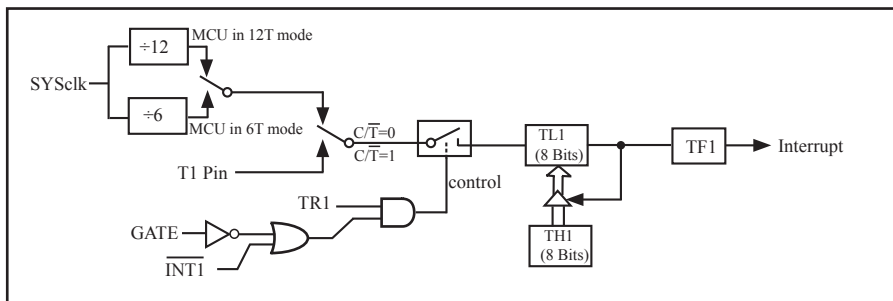 MCU in 12T mode
÷12
SYSclk
÷6
MCU in 6T mode
C/T̅=0
C/T̅=1
T1 Pin
TL1
(8 Bits)
TF1
Interrupt
control
TR1
GATE
I̅N̅T̅1̅
TH1
(8 Bits)